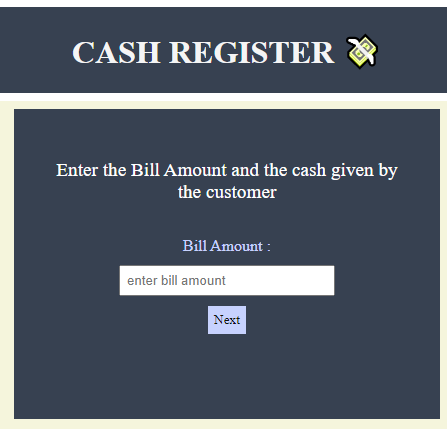 CASH REGISTER 💸
Enter the Bill Amount and the cash given by
the customer
Bill Amount :
enter bill amount
Next